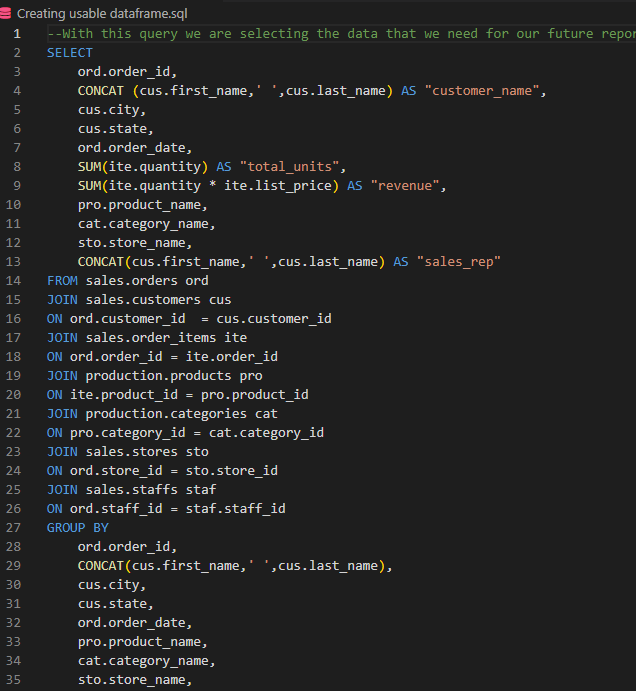 Creating usable dataframe.sql
1 --With this query we are selecting the data that we need for our future repor
2 SELECT
3 ord.order_id,
4 CONCAT (cus.first_name,' ',cus.last_name) AS "customer_name",
5 cus.city,
6 cus.state,
7 ord.order_date,
8 SUM(ite.quantity) AS "total_units",
9 SUM(ite.quantity * ite.list_price) AS "revenue",
10 pro.product_name,
11 cat.category_name,
12 sto.store_name,
13 CONCAT(cus.first_name,' ',cus.last_name) AS "sales_rep"
14 FROM sales.orders ord
15 JOIN sales.customers cus
16 ON ord.customer_id  = cus.customer_id
17 JOIN sales.order_items ite
18 ON ord.order_id = ite.order_id
19 JOIN production.products pro
20 ON ite.product_id = pro.product_id
21 JOIN production.categories cat
22 ON pro.category_id = cat.category_id
23 JOIN sales.stores sto
24 ON ord.store_id = sto.store_id
25 JOIN sales.staffs staf
26 ON ord.staff_id = staf.staff_id
27 GROUP BY
28 ord.order_id,
29 CONCAT(cus.first_name,' ',cus.last_name),
30 cus.city,
31 cus.state,
32 ord.order_date,
33 pro.product_name,
34 cat.category_name,
35 sto.store_name,